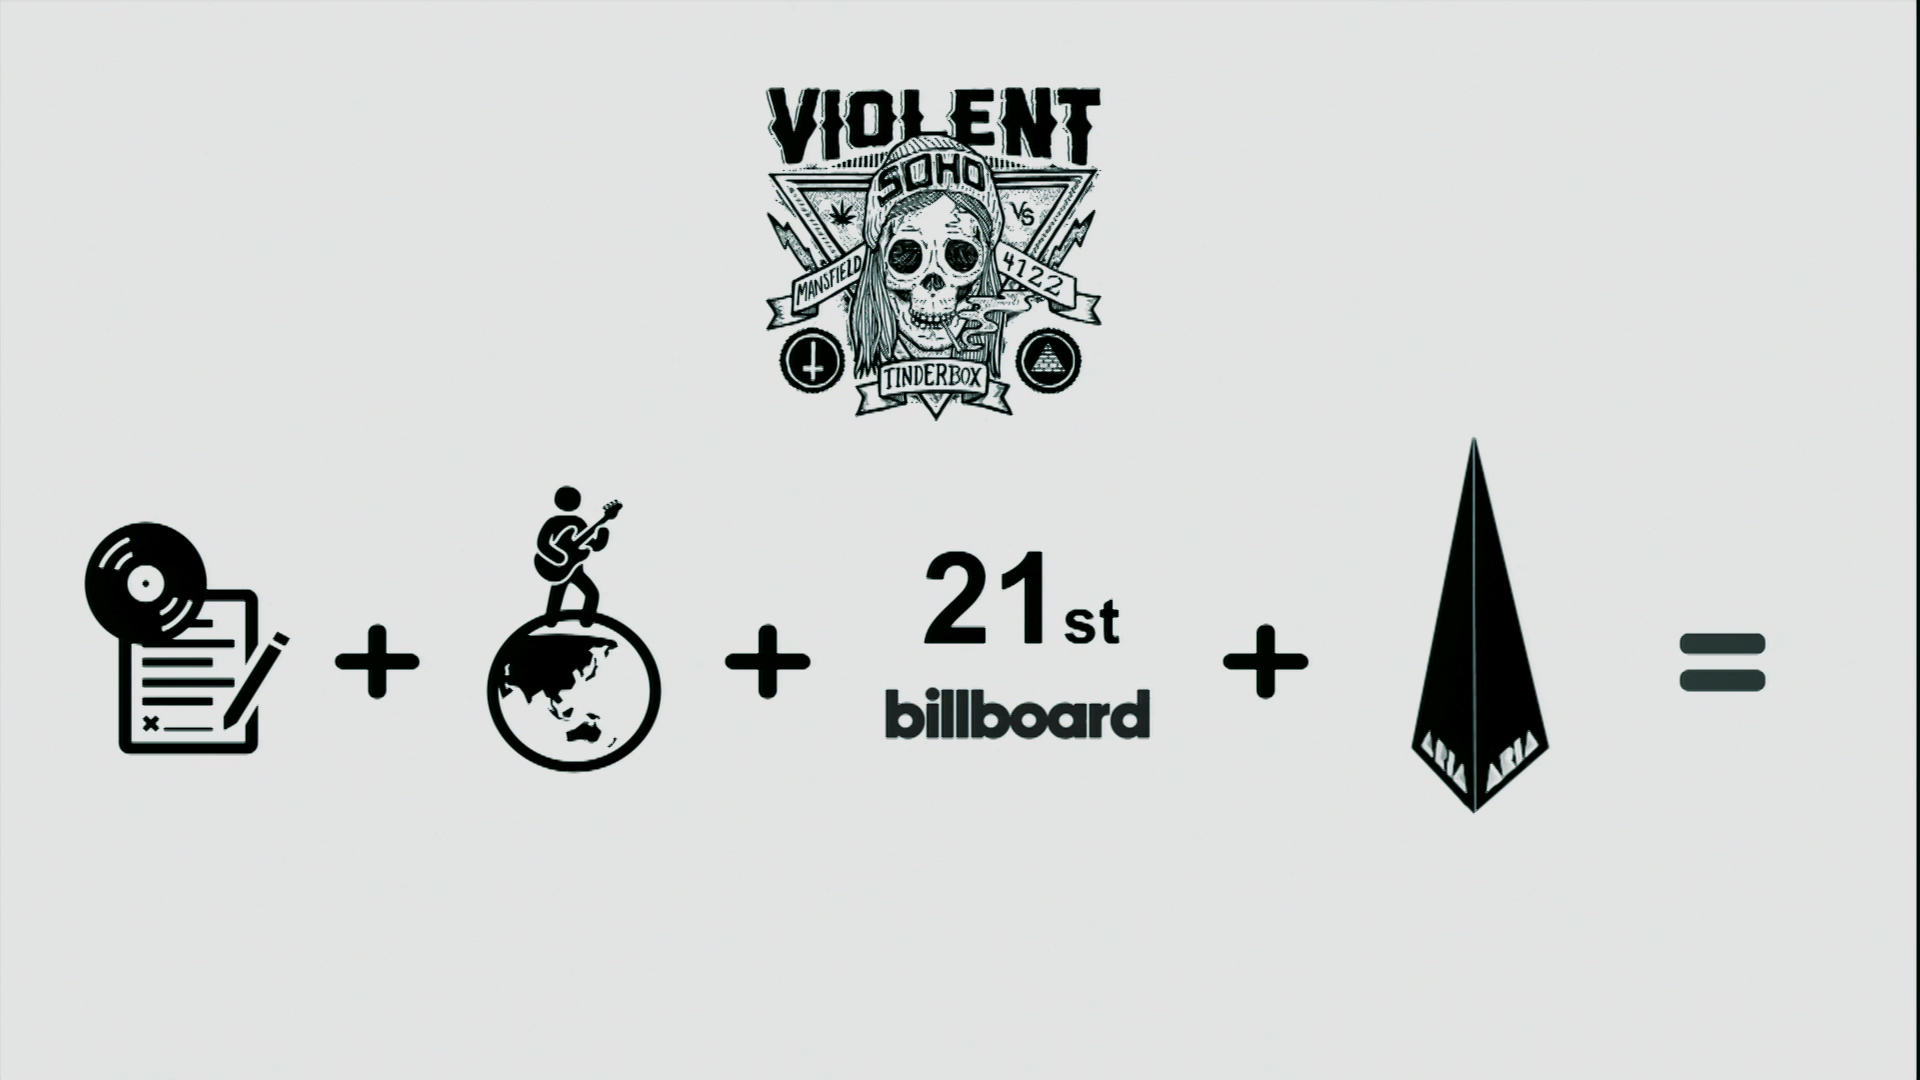 VIOLENT
SOHO
VS
MANSFIELD
4122
TINDERBOX
21st
billboard
ARIA ARIA